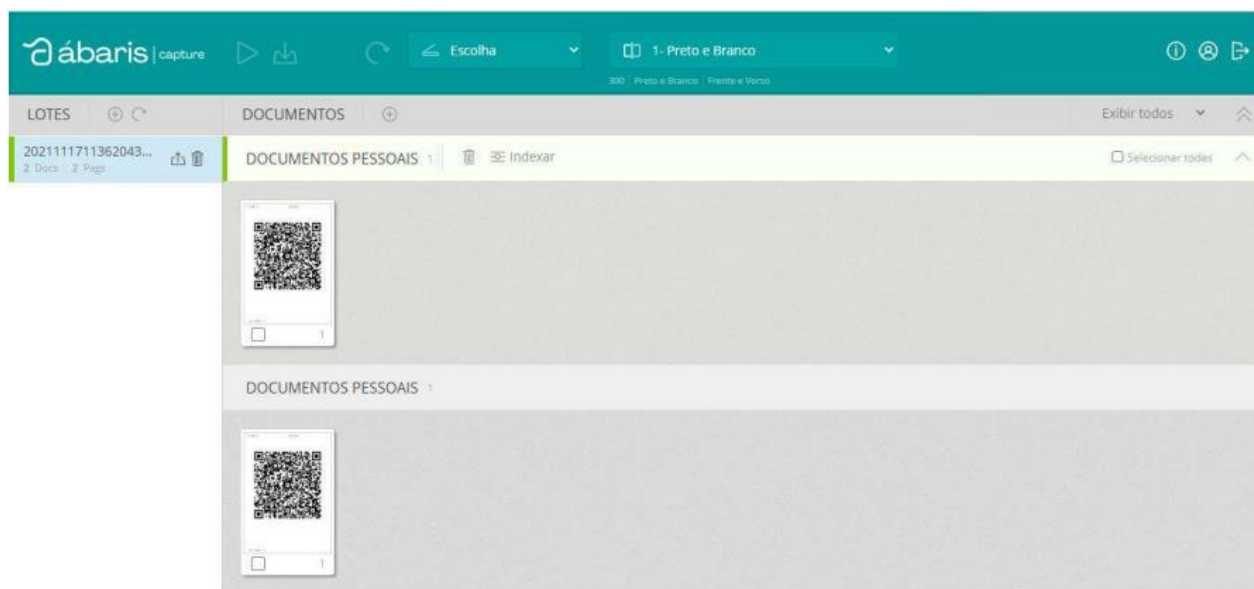 ábaris | capture
Escolha
1- Preto e Branco
300 Preto e Branco Frente e Verso
LOTES
DOCUMENTOS
Exibir todos
2021111711362043...
2 Docs 2 Pags
DOCUMENTOS PESSOAIS 1
Indexar
Selecionar todas
1
DOCUMENTOS PESSOAIS 1
1